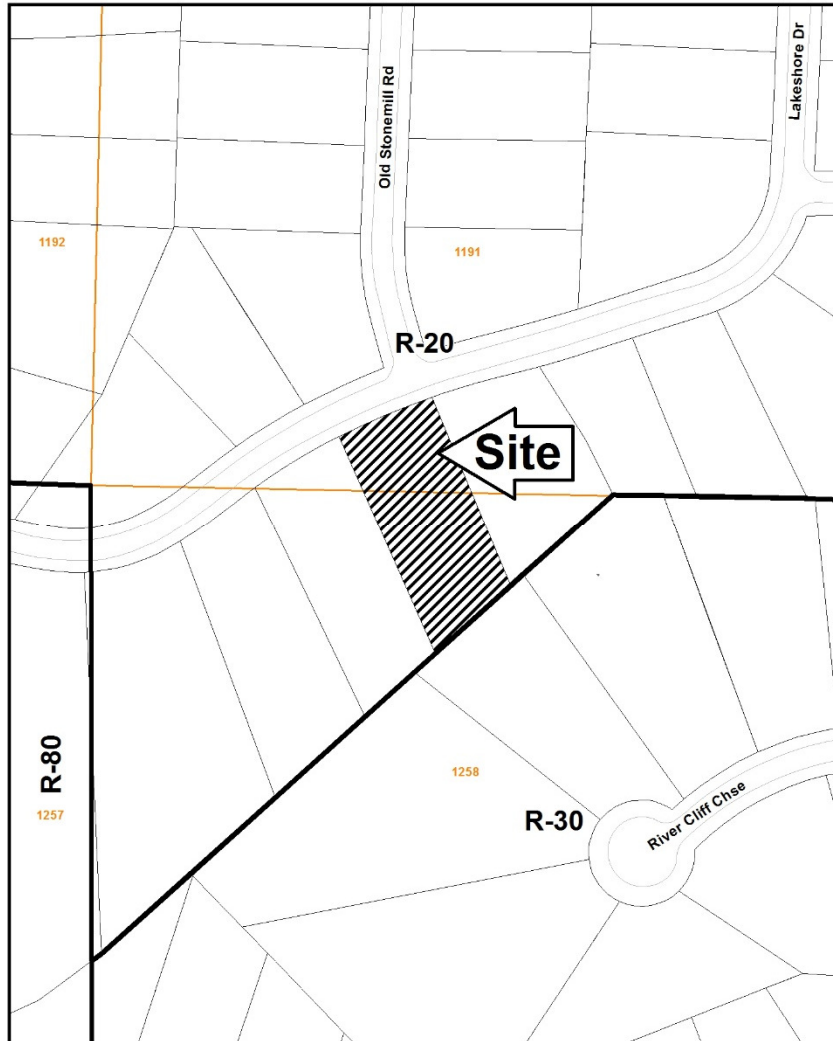 Old Stonemill Rd
Lakeshore Dr
1192
1191
R-20
Site
R-80
1257
1258
R-30
River Cliff Chse